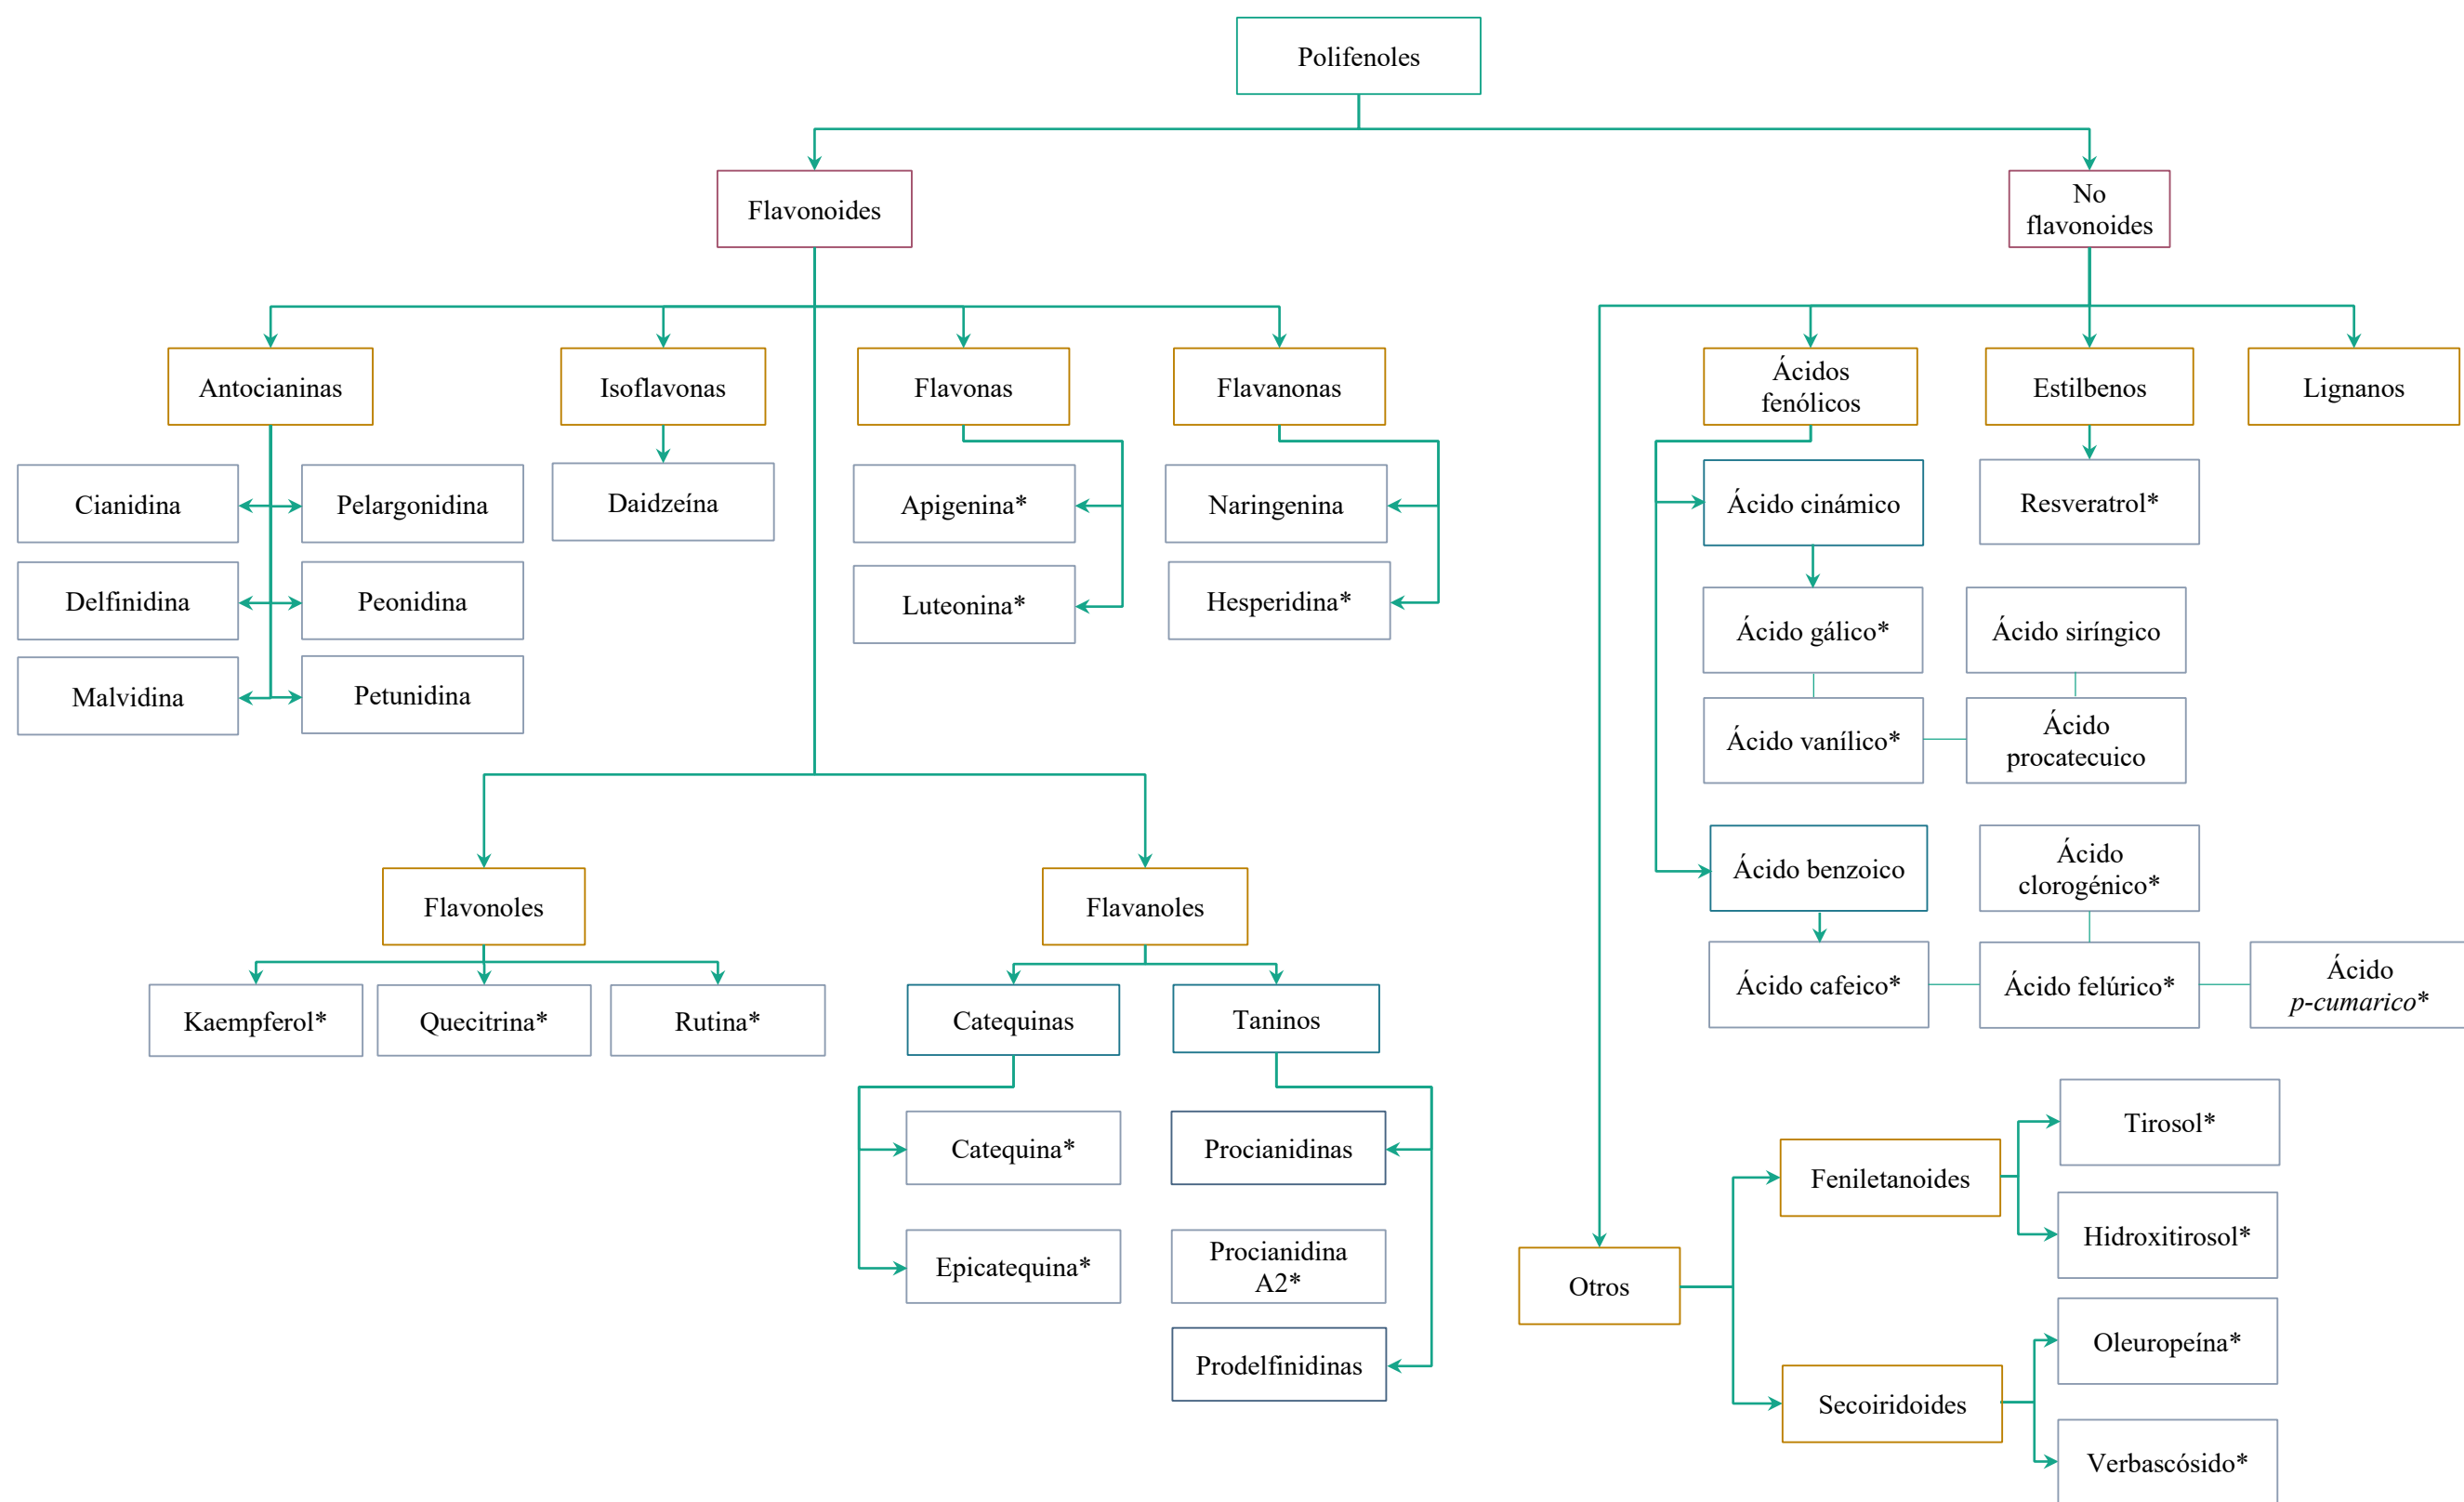 Polifenoles
Flavonoides
No
flavonoides
Antocianinas
Isoflavonas
Flavonas
Flavanonas
Ácidos
fenólicos
Estilbenos
Lignanos
Cianidina
Pelargonidina
Daidzeína
Apigenina*
Naringenina
Ácido cinámico
Resveratrol*
Delfinidina
Peonidina
Luteonina*
Hesperidina*
Ácido gálico*
Ácido siríngico
Malvidina
Petunidina
Ácido vanílico*
Ácido
procatecuico
Flavonoles
Flavanoles
Ácido benzoico
Ácido
clorogénico*
Kaempferol*
Quecitrina*
Rutina*
Catequinas
Taninos
Ácido cafeico*
Ácido felúrico*
Ácido
p-cumarico*
Catequina*
Procianidinas
Epicatequina*
Procianidina
A2*
Prodelfinidinas
Otros
Feniletanoides
Tirosol*
Hidroxitirosol*
Secoiridoides
Oleuropeína*
Verbascósido*